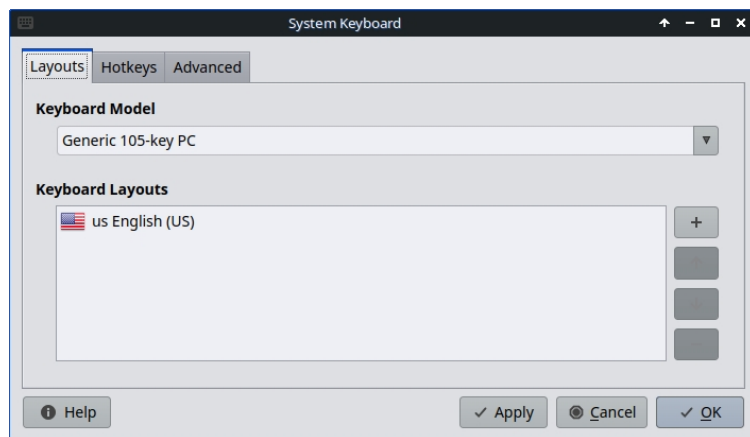 System Keyboard
Layouts Hotkeys Advanced
Keyboard Model
Generic 105-key PC
Keyboard Layouts
us English (US)
Help Apply Cancel OK